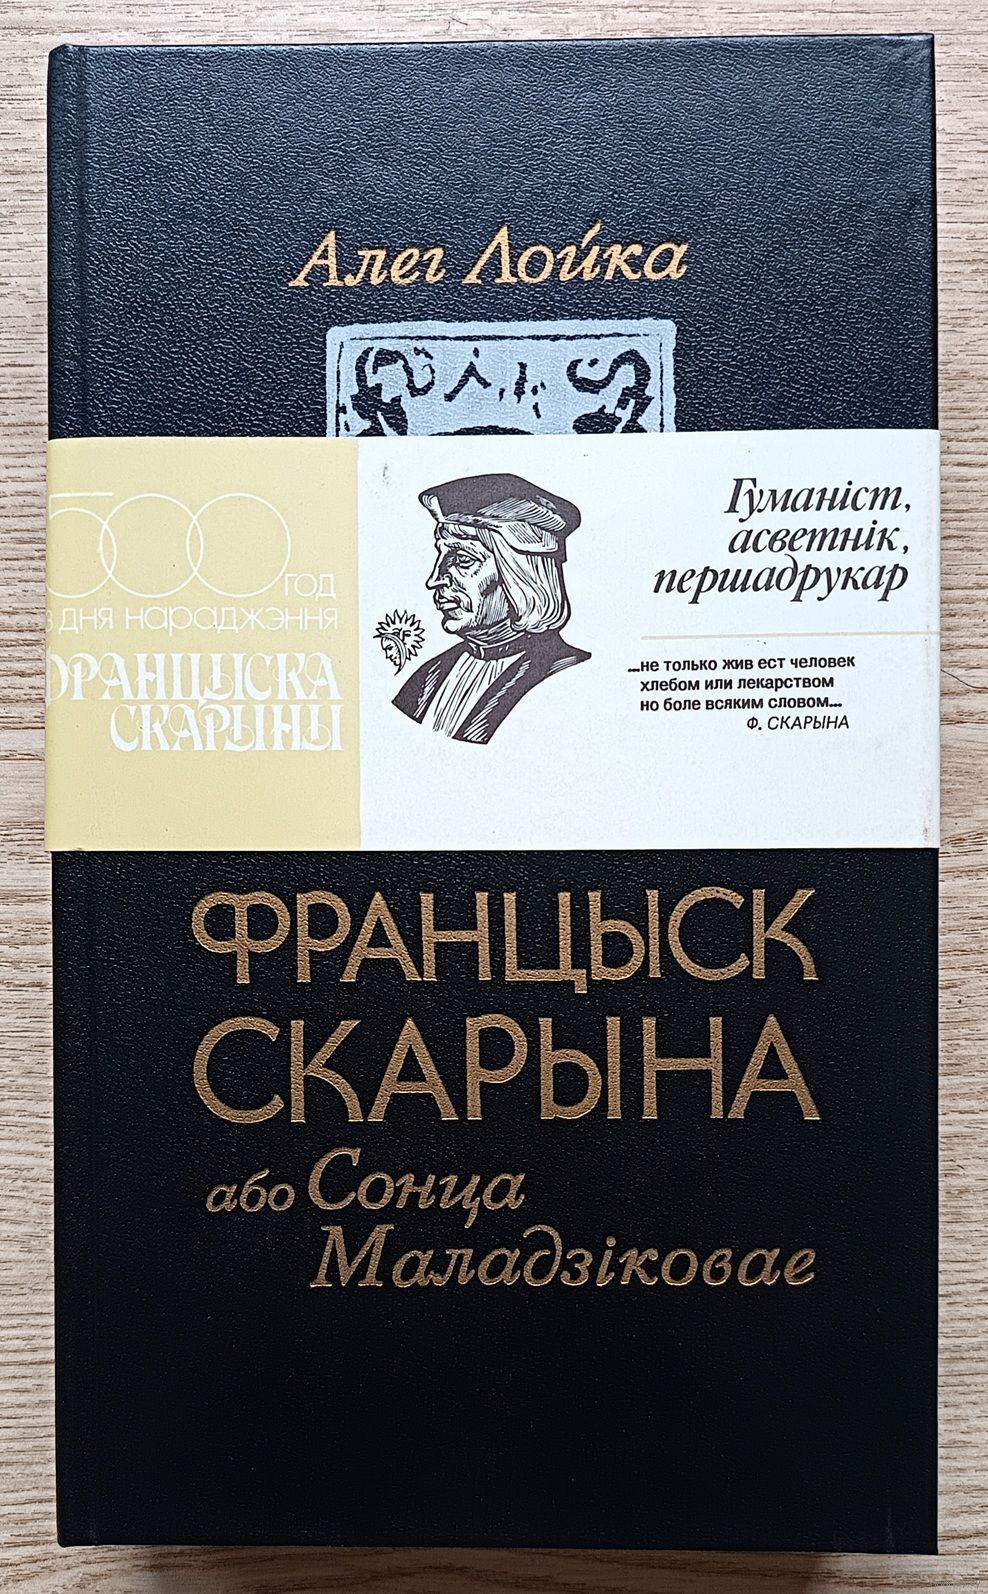 Алег Лойка
500
год
з дня нараджэння
Францыска
Скарыны
Гуманіст,
асветнік,
першадрукар
...не только жив ест человек
хлебом или лекарством
но боле всяким словом...
Ф. СКАРЫНА
ФРАНЦЫСК
СКАРЫНА
або Сонца
Маладзіковае